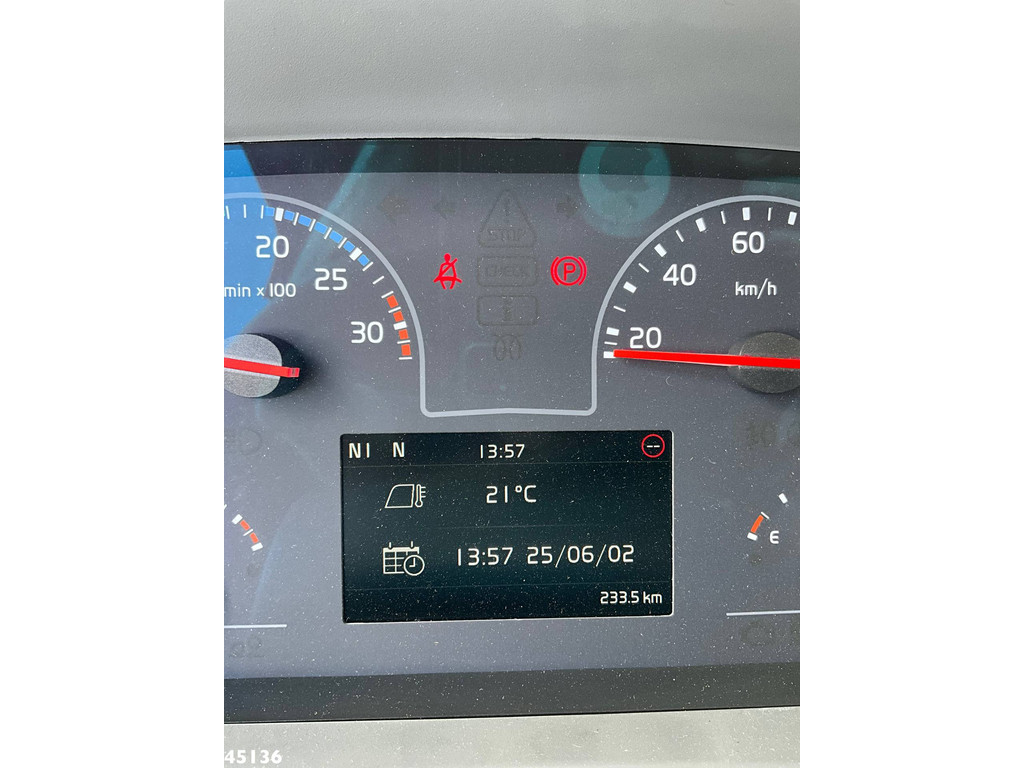 STOP
20
60
25
CHECK
40
min x 100
km/h
30
20
N1 N 13:57 --
21°C
E
13:57 25/06/02
233.5 km
45136